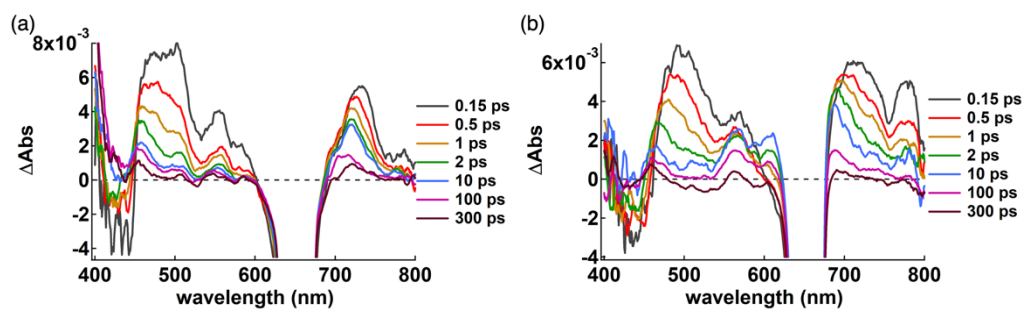 (a)
8x10⁻³
6
4
2
0
-2
-4
ΔAbs
400
500
600
700
800
wavelength (nm)
0.15 ps
0.5 ps
1 ps
2 ps
10 ps
100 ps
300 ps
(b)
6x10⁻³
4
2
0
-2
-4
ΔAbs
400
500
600
700
800
wavelength (nm)
0.15 ps
0.5 ps
1 ps
2 ps
10 ps
100 ps
300 ps